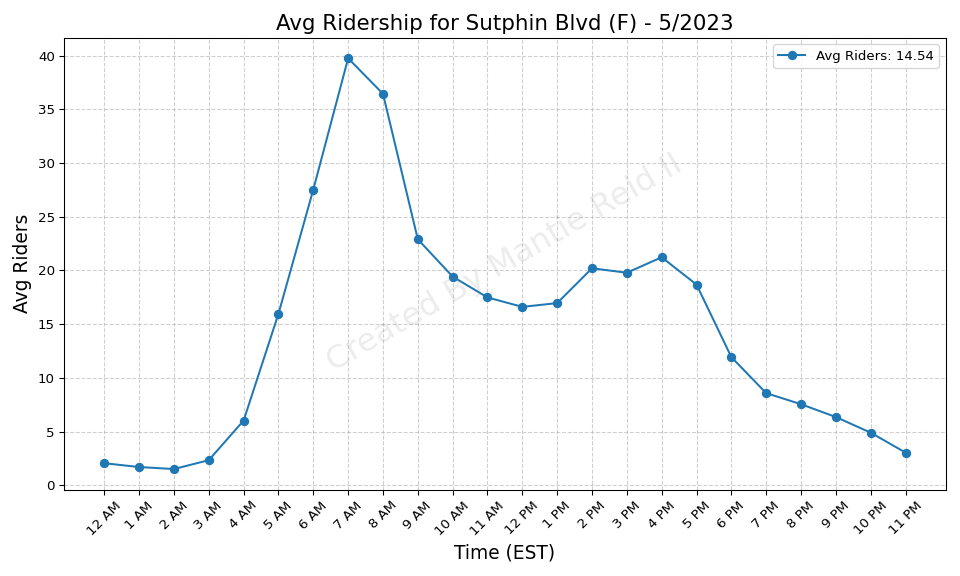 Avg Ridership for Sutphin Blvd (F) - 5/2023
Avg Riders: 14.54
40
35
30
25
20
15
10
5
0
Avg Riders
Created By Mantle Reid II
12 AM
1 AM
2 AM
3 AM
4 AM
5 AM
6 AM
7 AM
8 AM
9 AM
10 AM
11 AM
12 PM
1 PM
2 PM
3 PM
4 PM
5 PM
6 PM
7 PM
8 PM
9 PM
10 PM
11 PM
Time (EST)